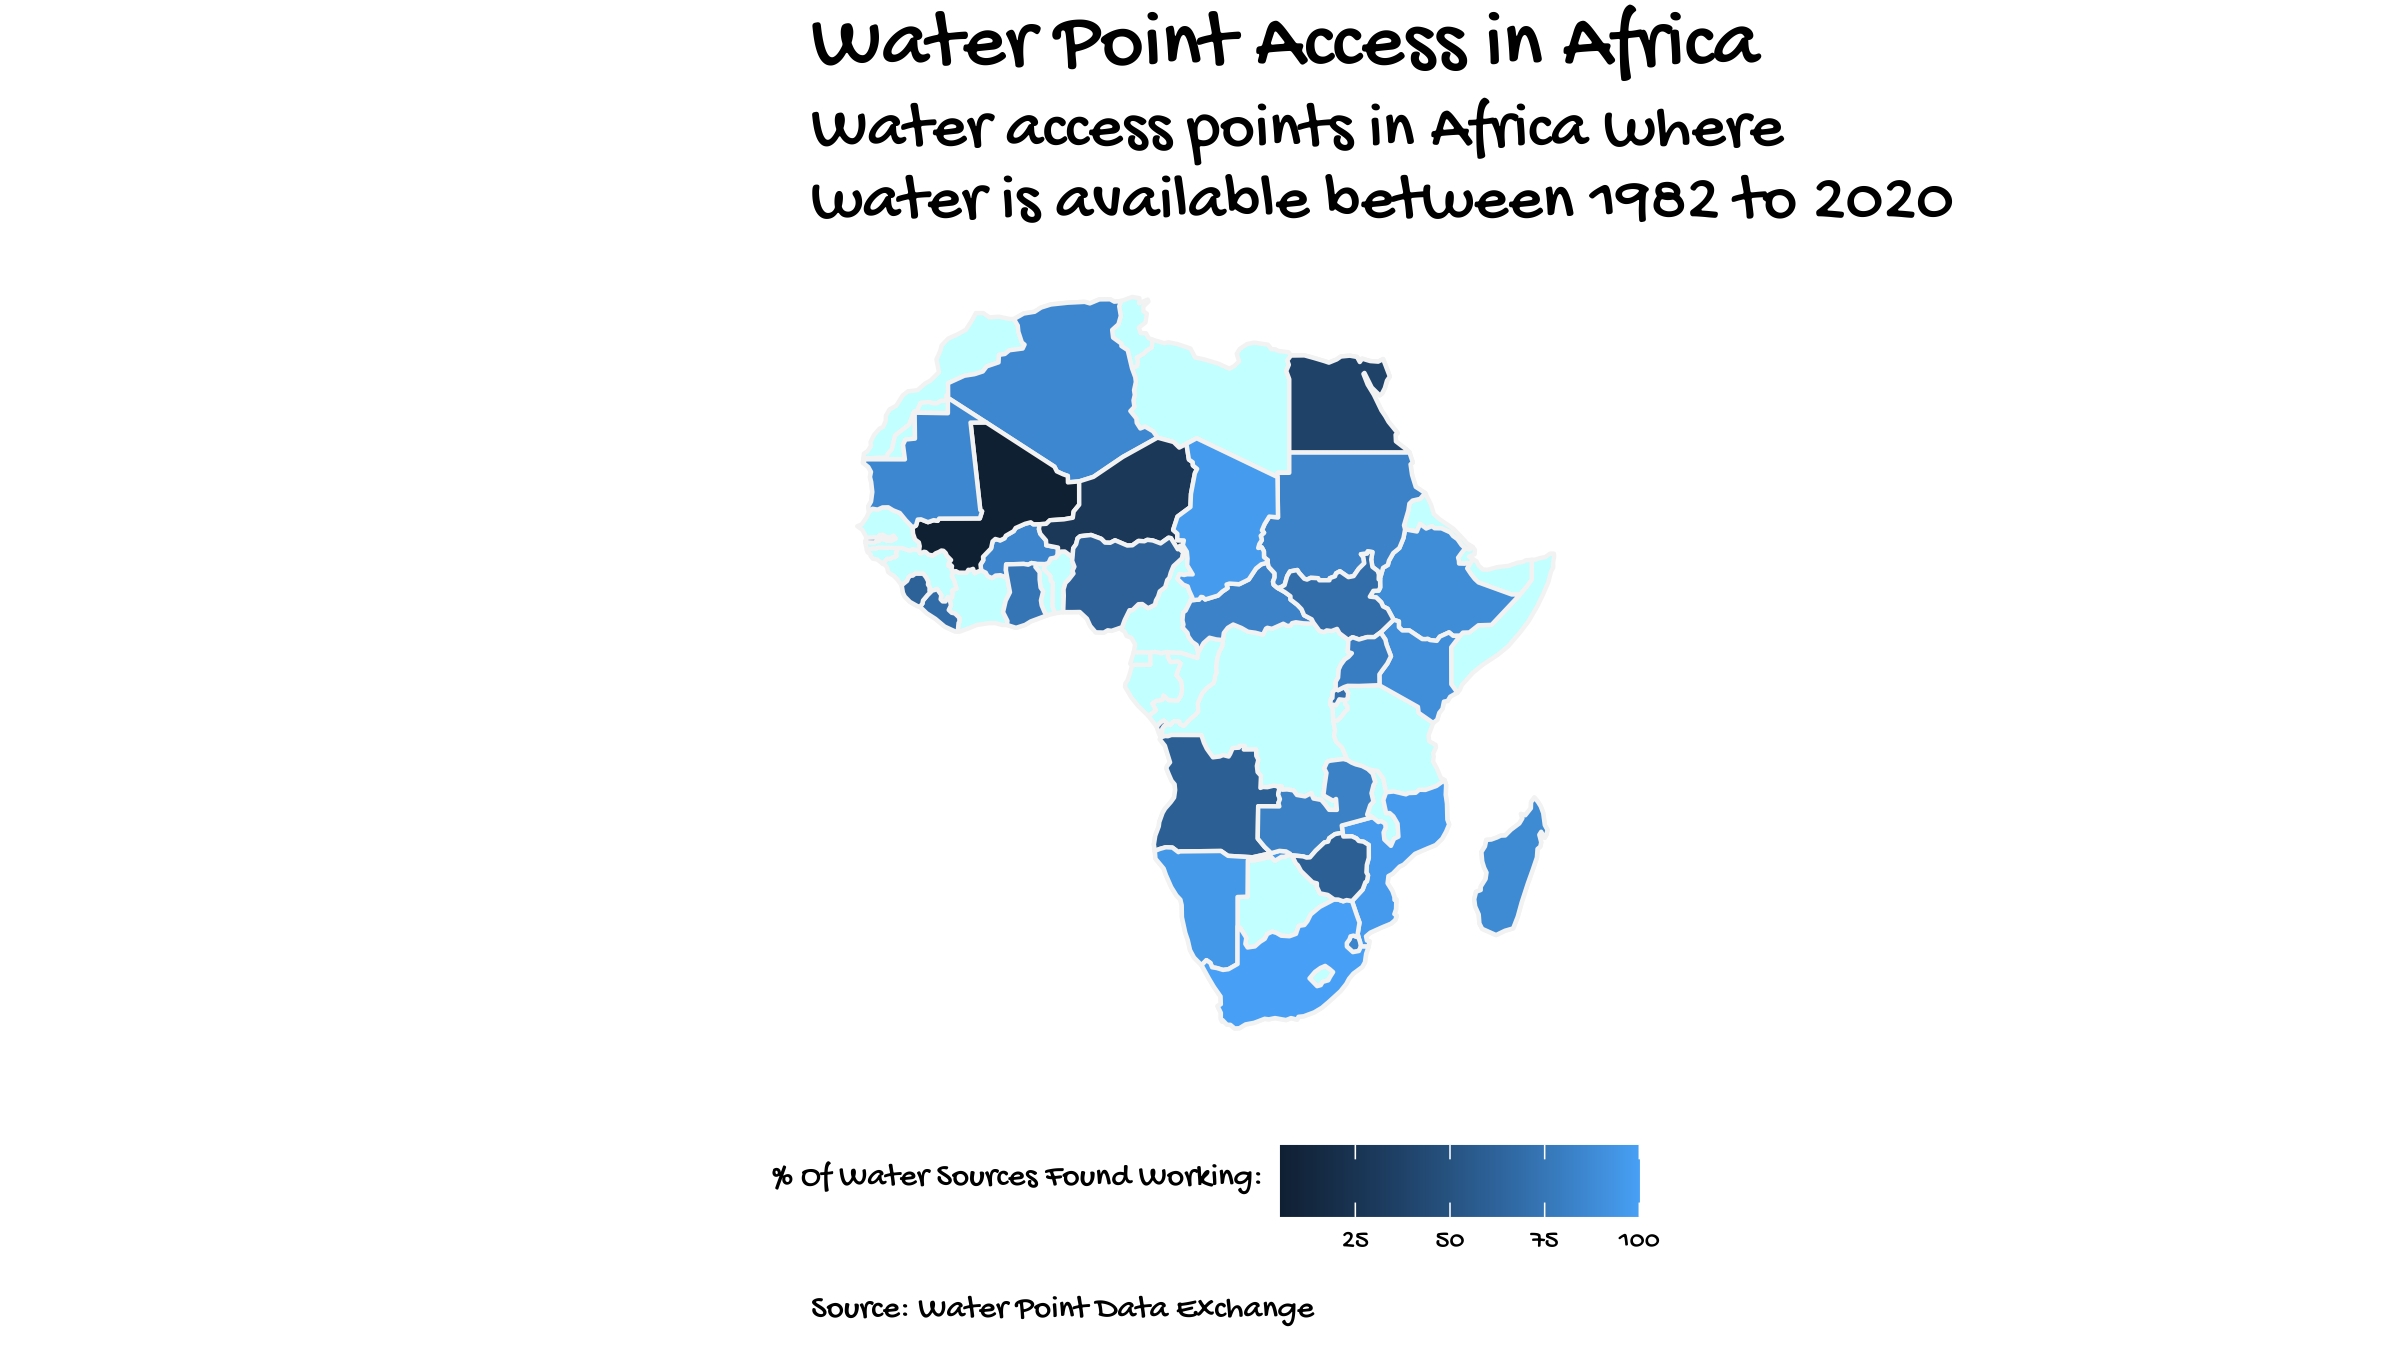 Water Point Access in Africa
Water access points in Africa where
water is available between 1982 to 2020
% Of Water Sources Found Working:
25 50 75 100
Source: Water Point Data Exchange